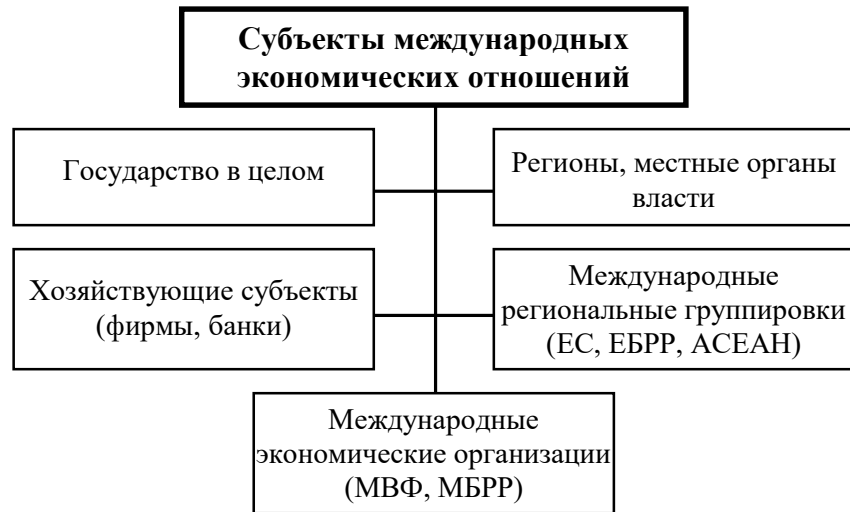 Субъекты международных
экономических отношений
Государство в целом
Регионы, местные органы
власти
Хозяйствующие субъекты
(фирмы, банки)
Международные
региональные группировки
(ЕС, ЕБРР, АСЕАН)
Международные
экономические организации
(МВФ, МБРР)